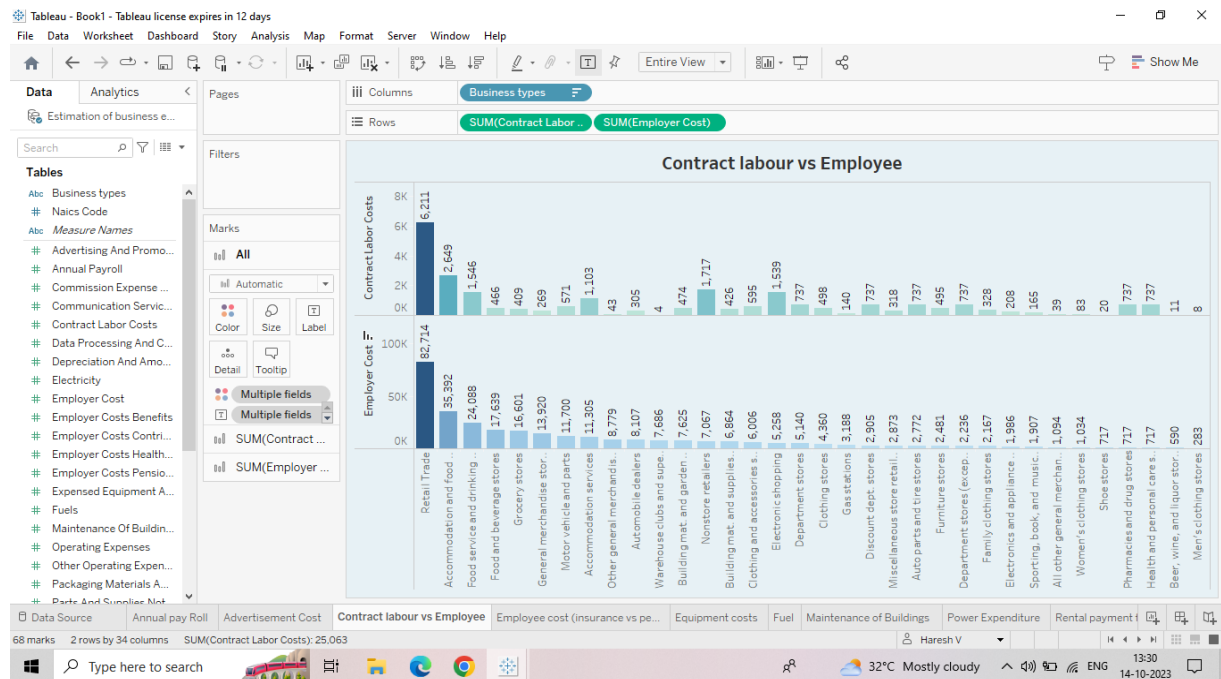 Tableau - Book1 - Tableau license expires in 12 days
File Data Worksheet Dashboard Story Analysis Map Format Server Window Help
Entire View
Show Me
Data Analytics
Estimation of business e...
Search
Tables
Abc Business types
# Naics Code
Abc Measure Names
# Advertising And Promo...
# Annual Payroll
# Commission Expense ...
# Communication Servic...
# Contract Labor Costs
# Data Processing And C...
# Depreciation And Amo...
# Electricity
# Employer Cost
# Employer Costs Benefits
# Employer Costs Contri...
# Employer Costs Health...
# Employer Costs Pensio...
# Expensed Equipment A...
# Fuels
# Maintenance Of Buildin...
# Operating Expenses
# Other Operating Expen...
# Packaging Materials A...
# Parts And Supplies Not
Pages
Filters
Marks
All
Automatic
Color Size Label
Detail Tooltip
Multiple fields
Multiple fields
SUM(Contract ...
SUM(Employer ...
Columns Business types
Rows SUM(Contract Labor .. SUM(Employer Cost)
Contract labour vs Employee
Contract Labor Costs
8K
6K
4K
2K
0K
6,211
2,649
1,546
466
409
269
571
1,103
43
305
4
474
1,717
426
595
1,539
737
498
140
737
318
737
495
737
328
208
165
39
83
20
737
737
11
8
Employer Cost
100K
50K
0K
82,714
35,392
24,088
17,639
16,601
13,920
11,700
11,305
8,779
8,107
7,686
7,625
7,067
6,864
6,006
5,258
5,140
4,360
3,188
2,905
2,873
2,772
2,481
2,236
2,167
1,986
1,907
1,094
1,034
717
717
717
590
283
Retail Trade
Accommodation and food ..
Food service and drinking ..
Food and beverage stores
Grocery stores
General merchandise stor..
Motor vehicle and parts
Accommodation services
Other general merchandis..
Automobile dealers
Warehouse clubs and supe..
Building mat. and garden ..
Nonstore retailers
Building mat. and supplies..
Clothing and accessories s..
Electronic shopping
Department stores
Clothing stores
Gas stations
Discount dept. stores
Miscellaneous store retail..
Auto parts and tire stores
Furniture stores
Department stores (excep..
Family clothing stores
Electronics and appliance ..
Sporting, book, and music..
All other general merchan..
Women's clothing stores
Shoe stores
Pharmacies and drug stores
Health and personal care s..
Beer, wine, and liquor stor..
Men's clothing stores
Data Source Annual pay Roll Advertisement Cost Contract labour vs Employee Employee cost (insurance vs pe... Equipment costs Fuel Maintenance of Buildings Power Expenditure Rental payment f
68 marks 2 rows by 34 columns SUM(Contract Labor Costs): 25,063 Haresh V
Type here to search 32°C Mostly cloudy ENG 13:30
14-10-2023